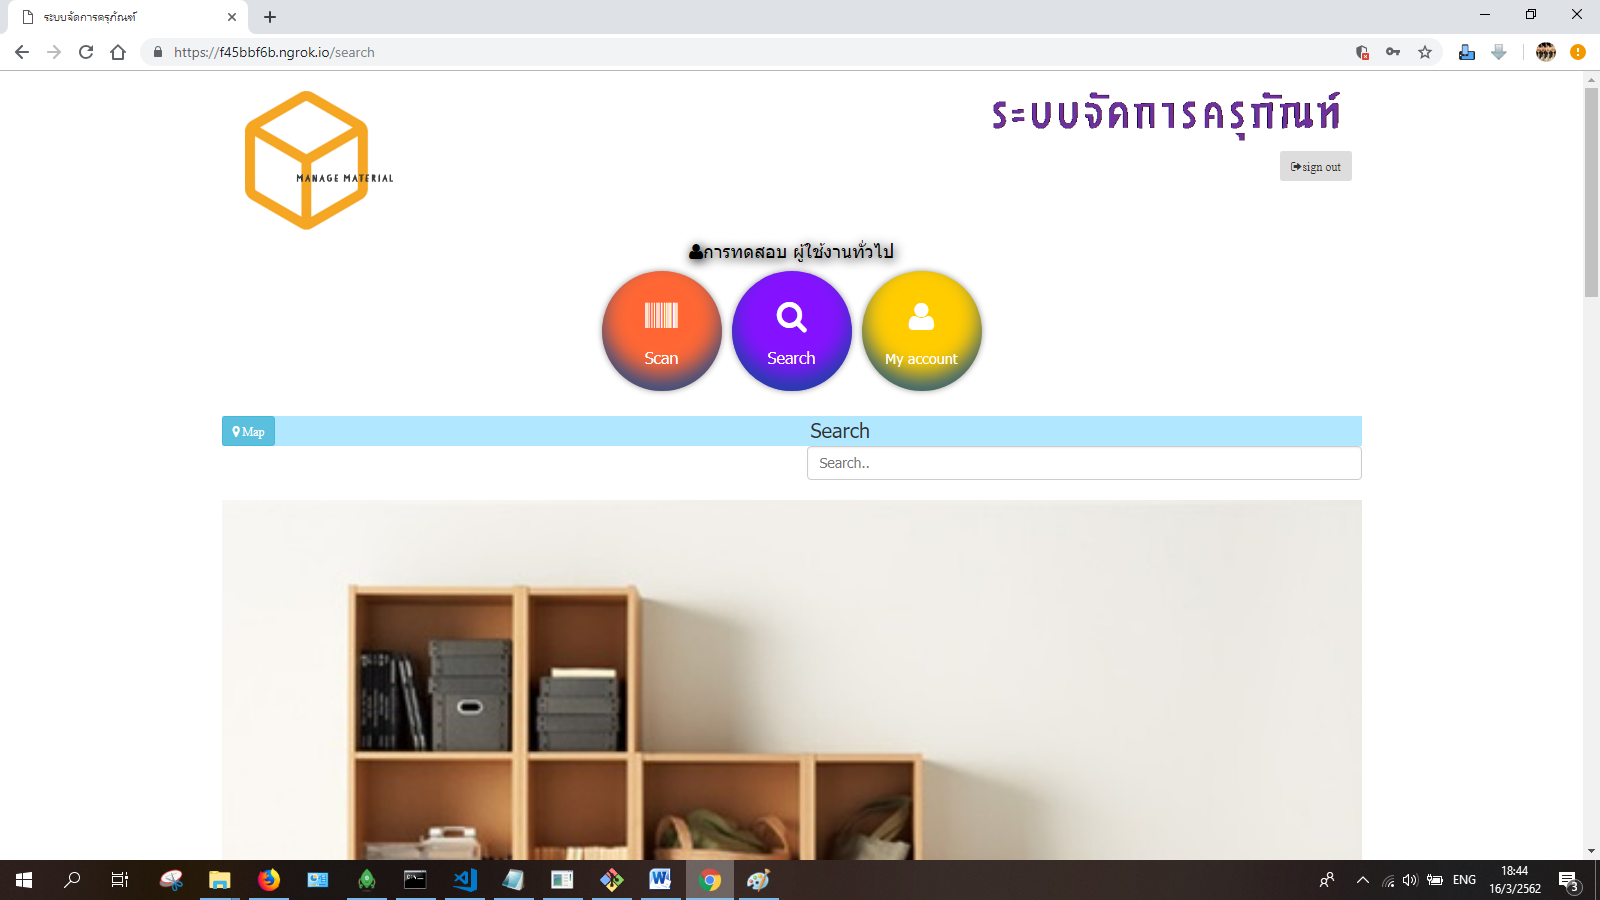 ระบบจัดการครุภัณฑ์
https://f45bbf6b.ngrok.io/search
MANAGE MATERIAL
ระบบจัดการครุภัณฑ์
sign out
การทดสอบ ผู้ใช้งานทั่วไป
Scan
Search
My account
Map
Search
Search..
ENG
18:44
16/3/2562
3